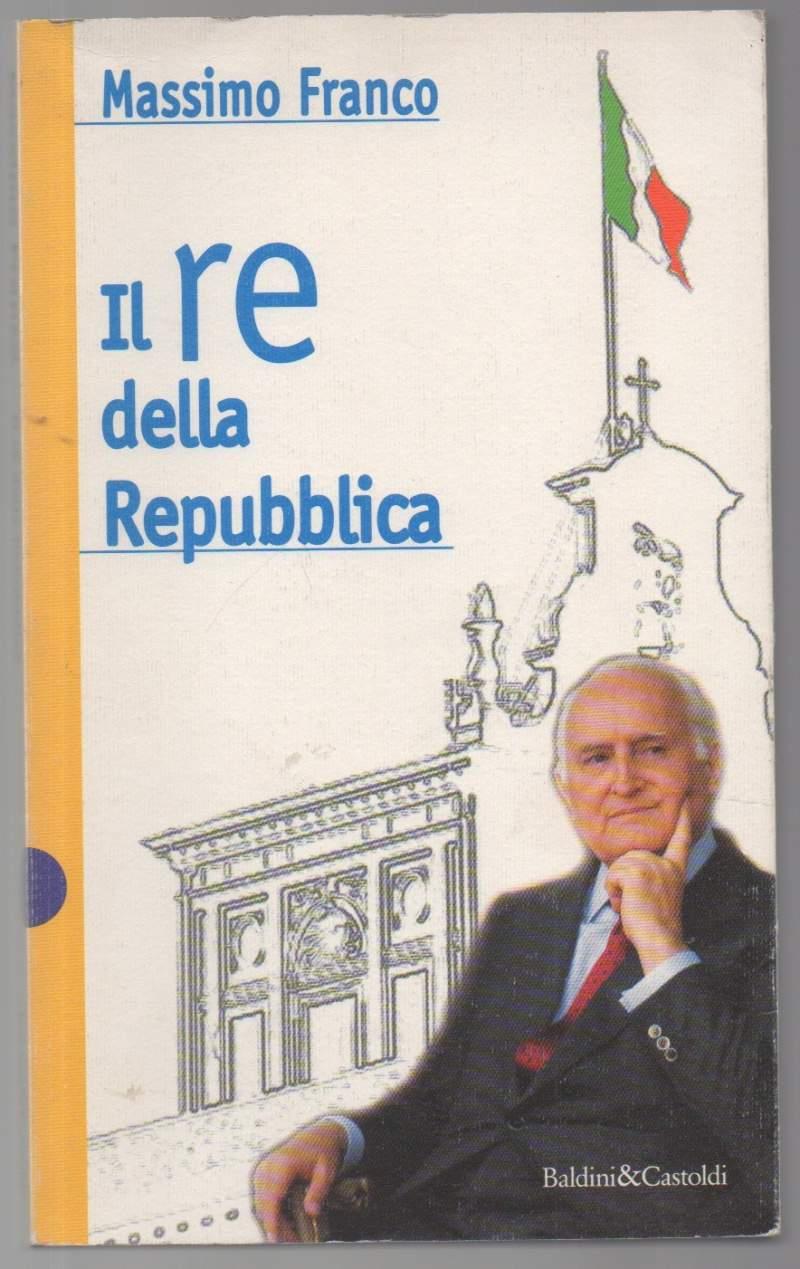 Massimo Franco
Il re
della
Repubblica
Baldini&Castoldi